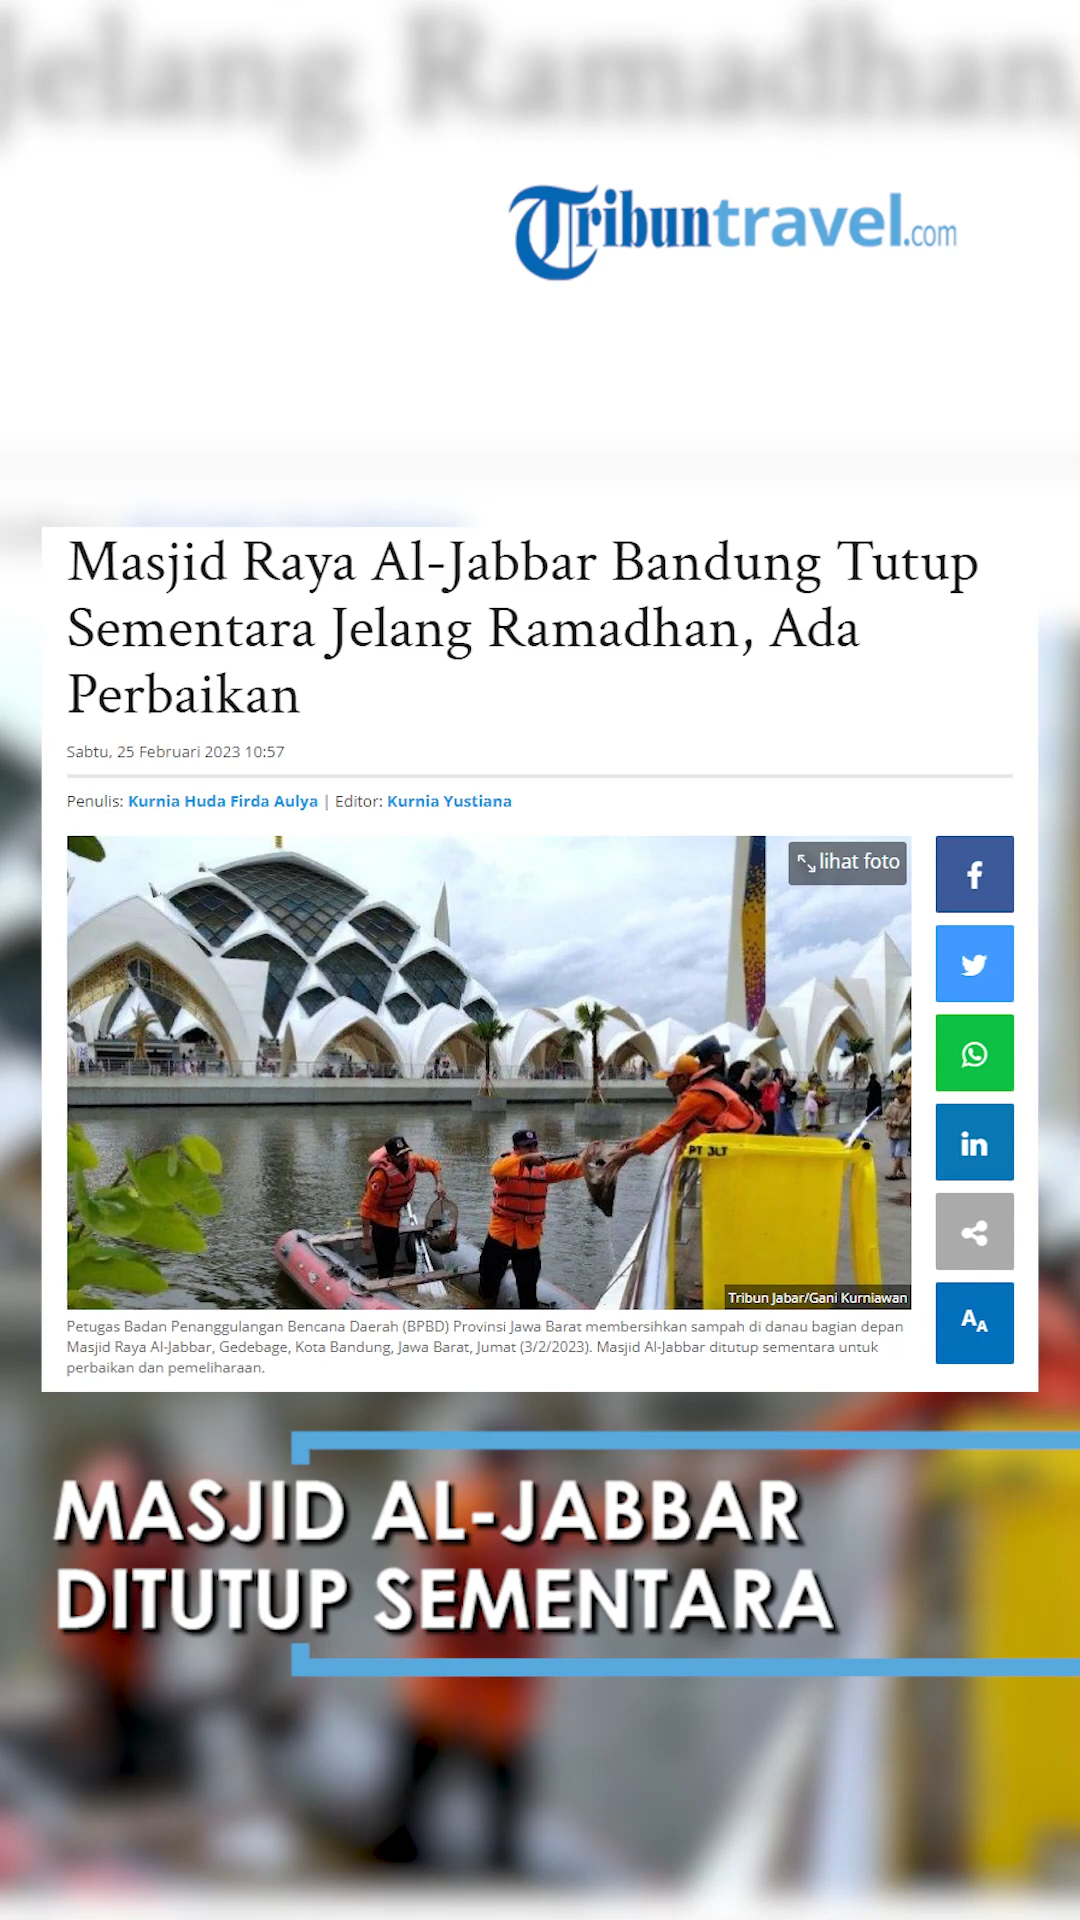 Jelang Ramadhan,
Tribuntravel.com
Masjid Raya Al-Jabbar Bandung Tutup
Sementara Jelang Ramadhan, Ada
Perbaikan
Sabtu, 25 Februari 2023 10:57
Penulis: Kurnia Huda Firda Aulya | Editor: Kurnia Yustiana
lihat foto
PT 3LT
Tribun Jabar/Gani Kurniawan
Petugas Badan Penanggulangan Bencana Daerah (BPBD) Provinsi Jawa Barat membersihkan sampah di danau bagian depan
Masjid Raya Al-Jabbar, Gedebage, Kota Bandung, Jawa Barat, Jumat (3/2/2023). Masjid Al-Jabbar ditutup sementara untuk
perbaikan dan pemeliharaan.
AA
MASJID AL-JABBAR
DITUTUP SEMENTARA